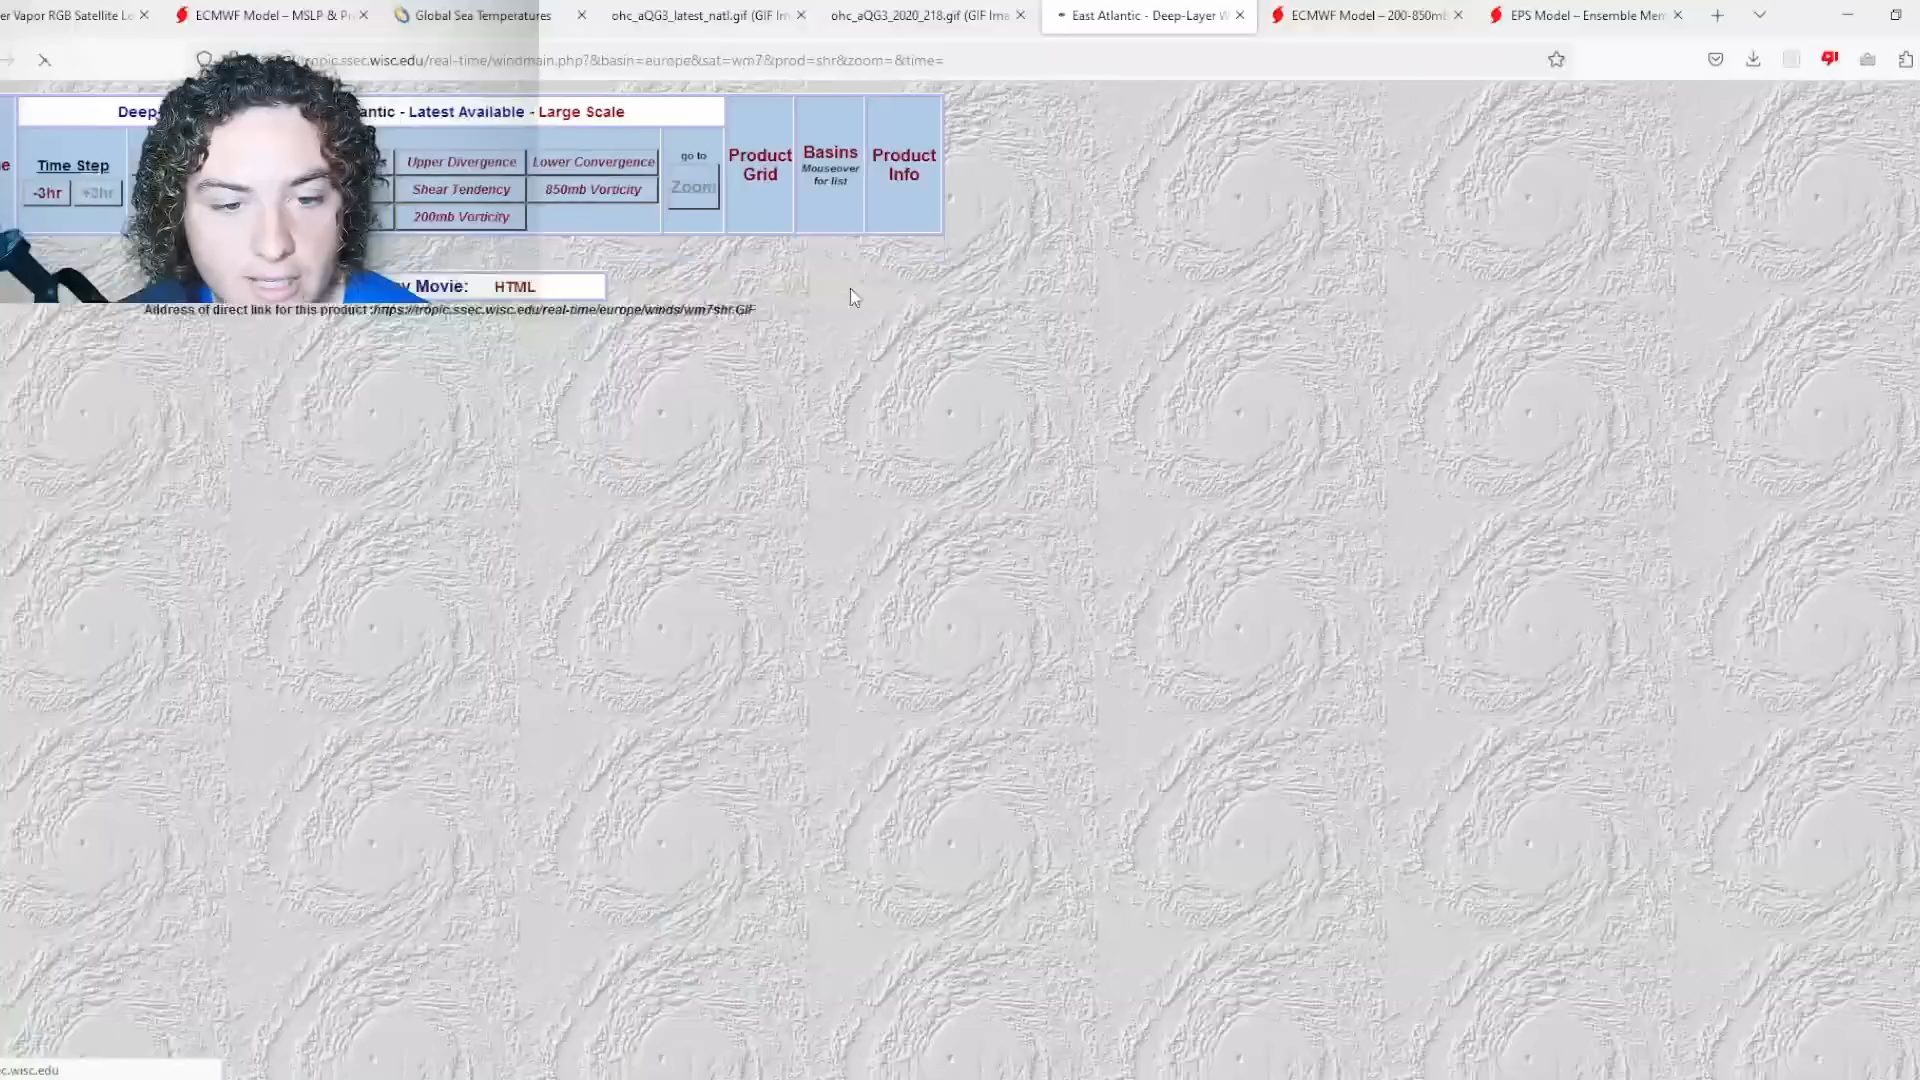 er Vapor RGB Satellite Lo
ECMWF Model – MSLP & Pr
Global Sea Temperatures
ohc_aQG3_latest_natl.gif (GIF Im
ohc_aQG3_2020_218.gif (GIF Ima
East Atlantic - Deep-Layer W
ECMWF Model – 200-850mb
EPS Model – Ensemble Mem
tropic.ssec.wisc.edu/real-time/windmain.php?&basin=europe&sat=wm7&prod=shr&zoom=&time=
Deep-
antic - Latest Available - Large Scale
e
Time Step
-3hr +3hr
Upper Divergence Lower Convergence
Shear Tendency 850mb Vorticity
200mb Vorticity
go to
Zoom
Product
Grid
Basins
Mouseover
for list
Product
Info
Movie: HTML
Address of direct link for this product :https://tropic.ssec.wisc.edu/real-time/europe/winds/wm7shr.GIF
c.wisc.edu